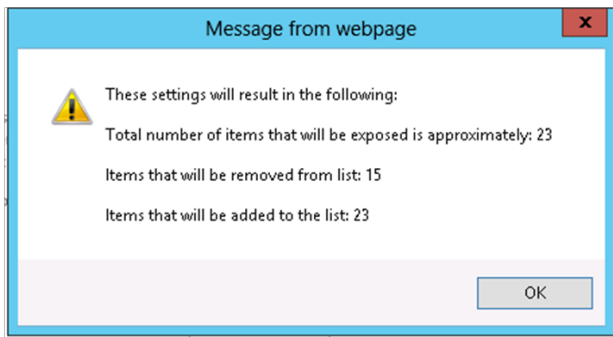 Message from webpage
x
These settings will result in the following:
Total number of items that will be exposed is approximately: 23
Items that will be removed from list: 15
Items that will be added to the list: 23
OK